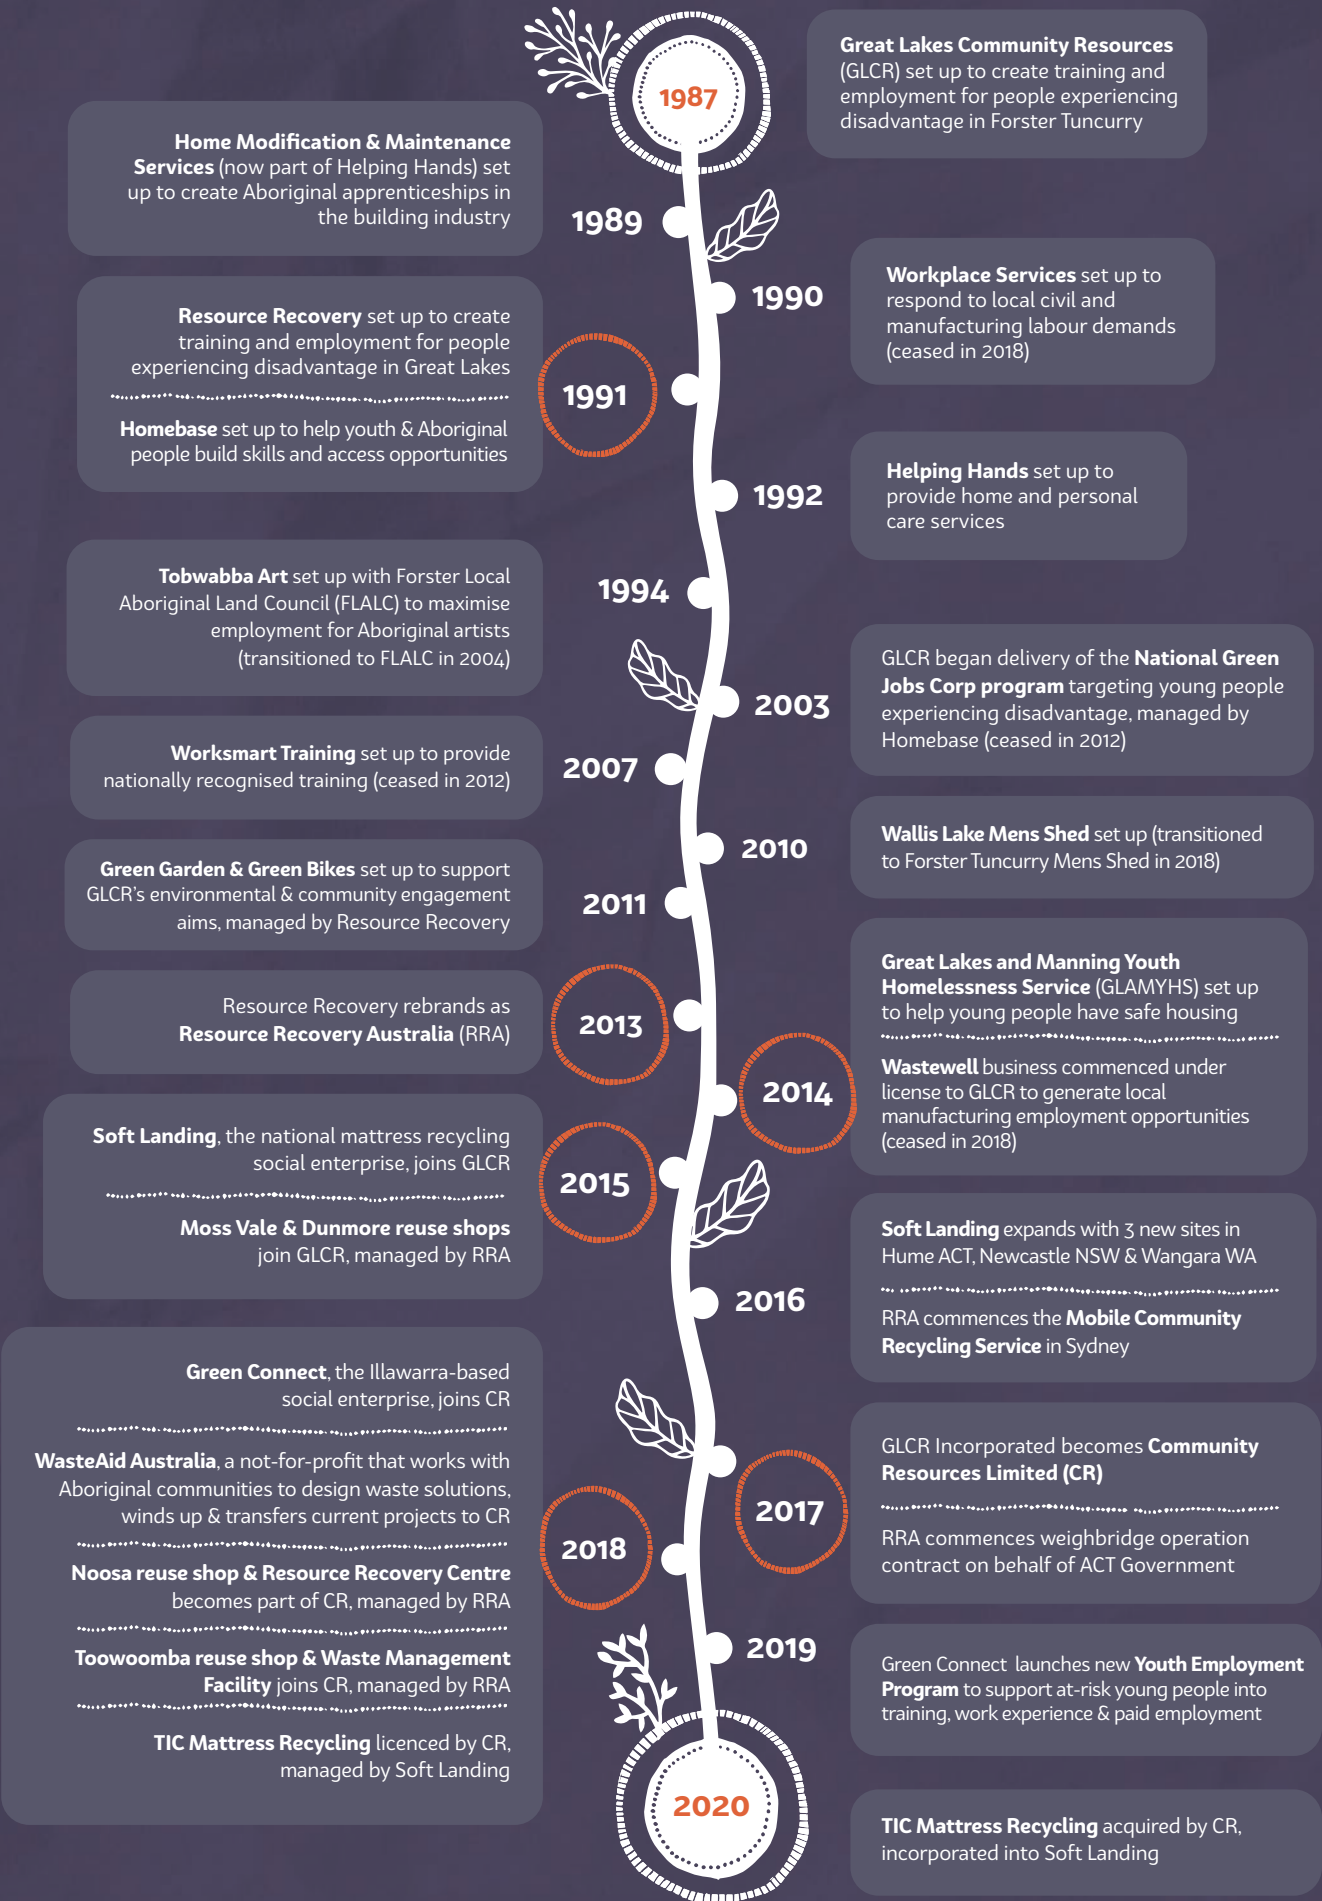 1987
Great Lakes Community Resources
(GLCR) set up to create training and
employment for people experiencing
disadvantage in Forster Tuncurry
Home Modification & Maintenance
Services (now part of Helping Hands) set
up to create Aboriginal apprenticeships in
the building industry
1989
1990
Workplace Services set up to
respond to local civil and
manufacturing labour demands
(ceased in 2018)
Resource Recovery set up to create
training and employment for people
experiencing disadvantage in Great Lakes
Homebase set up to help youth & Aboriginal
people build skills and access opportunities
1991
1992
Helping Hands set up to
provide home and personal
care services
Tobwabba Art set up with Forster Local
Aboriginal Land Council (FLALC) to maximise
employment for Aboriginal artists
(transitioned to FLALC in 2004)
1994
2003
GLCR began delivery of the National Green
Jobs Corp program targeting young people
experiencing disadvantage, managed by
Homebase (ceased in 2012)
Worksmart Training set up to provide
nationally recognised training (ceased in 2012)
2007
2010
Wallis Lake Mens Shed set up (transitioned
to Forster Tuncurry Mens Shed in 2018)
Green Garden & Green Bikes set up to support
GLCR's environmental & community engagement
aims, managed by Resource Recovery
2011
Resource Recovery rebrands as
Resource Recovery Australia (RRA)
2013
2014
Great Lakes and Manning Youth
Homelessness Service (GLAMYHS) set up
to help young people have safe housing
Wastewell business commenced under
license to GLCR to generate local
manufacturing employment opportunities
(ceased in 2018)
Soft Landing, the national mattress recycling
social enterprise, joins GLCR
Moss Vale & Dunmore reuse shops
join GLCR, managed by RRA
2015
2016
Soft Landing expands with 3 new sites in
Hume ACT, Newcastle NSW & Wangara WA
RRA commences the Mobile Community
Recycling Service in Sydney
2017
GLCR Incorporated becomes Community
Resources Limited (CR)
RRA commences weighbridge operation
contract on behalf of ACT Government
Green Connect, the Illawarra-based
social enterprise, joins CR
WasteAid Australia, a not-for-profit that works with
Aboriginal communities to design waste solutions,
winds up & transfers current projects to CR
Noosa reuse shop & Resource Recovery Centre
becomes part of CR, managed by RRA
Toowoomba reuse shop & Waste Management
Facility joins CR, managed by RRA
TIC Mattress Recycling licenced by CR,
managed by Soft Landing
2018
2019
Green Connect launches new Youth Employment
Program to support at-risk young people into
training, work experience & paid employment
2020
TIC Mattress Recycling acquired by CR,
incorporated into Soft Landing